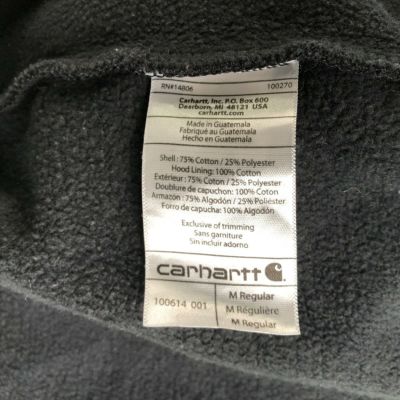 RN#14806 100270
Carhartt, Inc. P.O. Box 600
Dearborn, MI 48121 USA
carhartt.com
Made in Guatemala
Fabriqué au Guatemala
Hecho en Guatemala
Shell : 75% Cotton / 25% Polyester
Hood Lining: 100% Cotton
Extérieur : 75% Coton / 25% Polyester
Doublure de capuchon: 100% Coton
Armazon : 75% Algodón / 25% Poliéster
Forro de capucha: 100% Algodon
Exclusive of trimming
Sans garniture
Sin incluir adorno
carhartt
100614 001
M Regular
M Régulière
M Regular